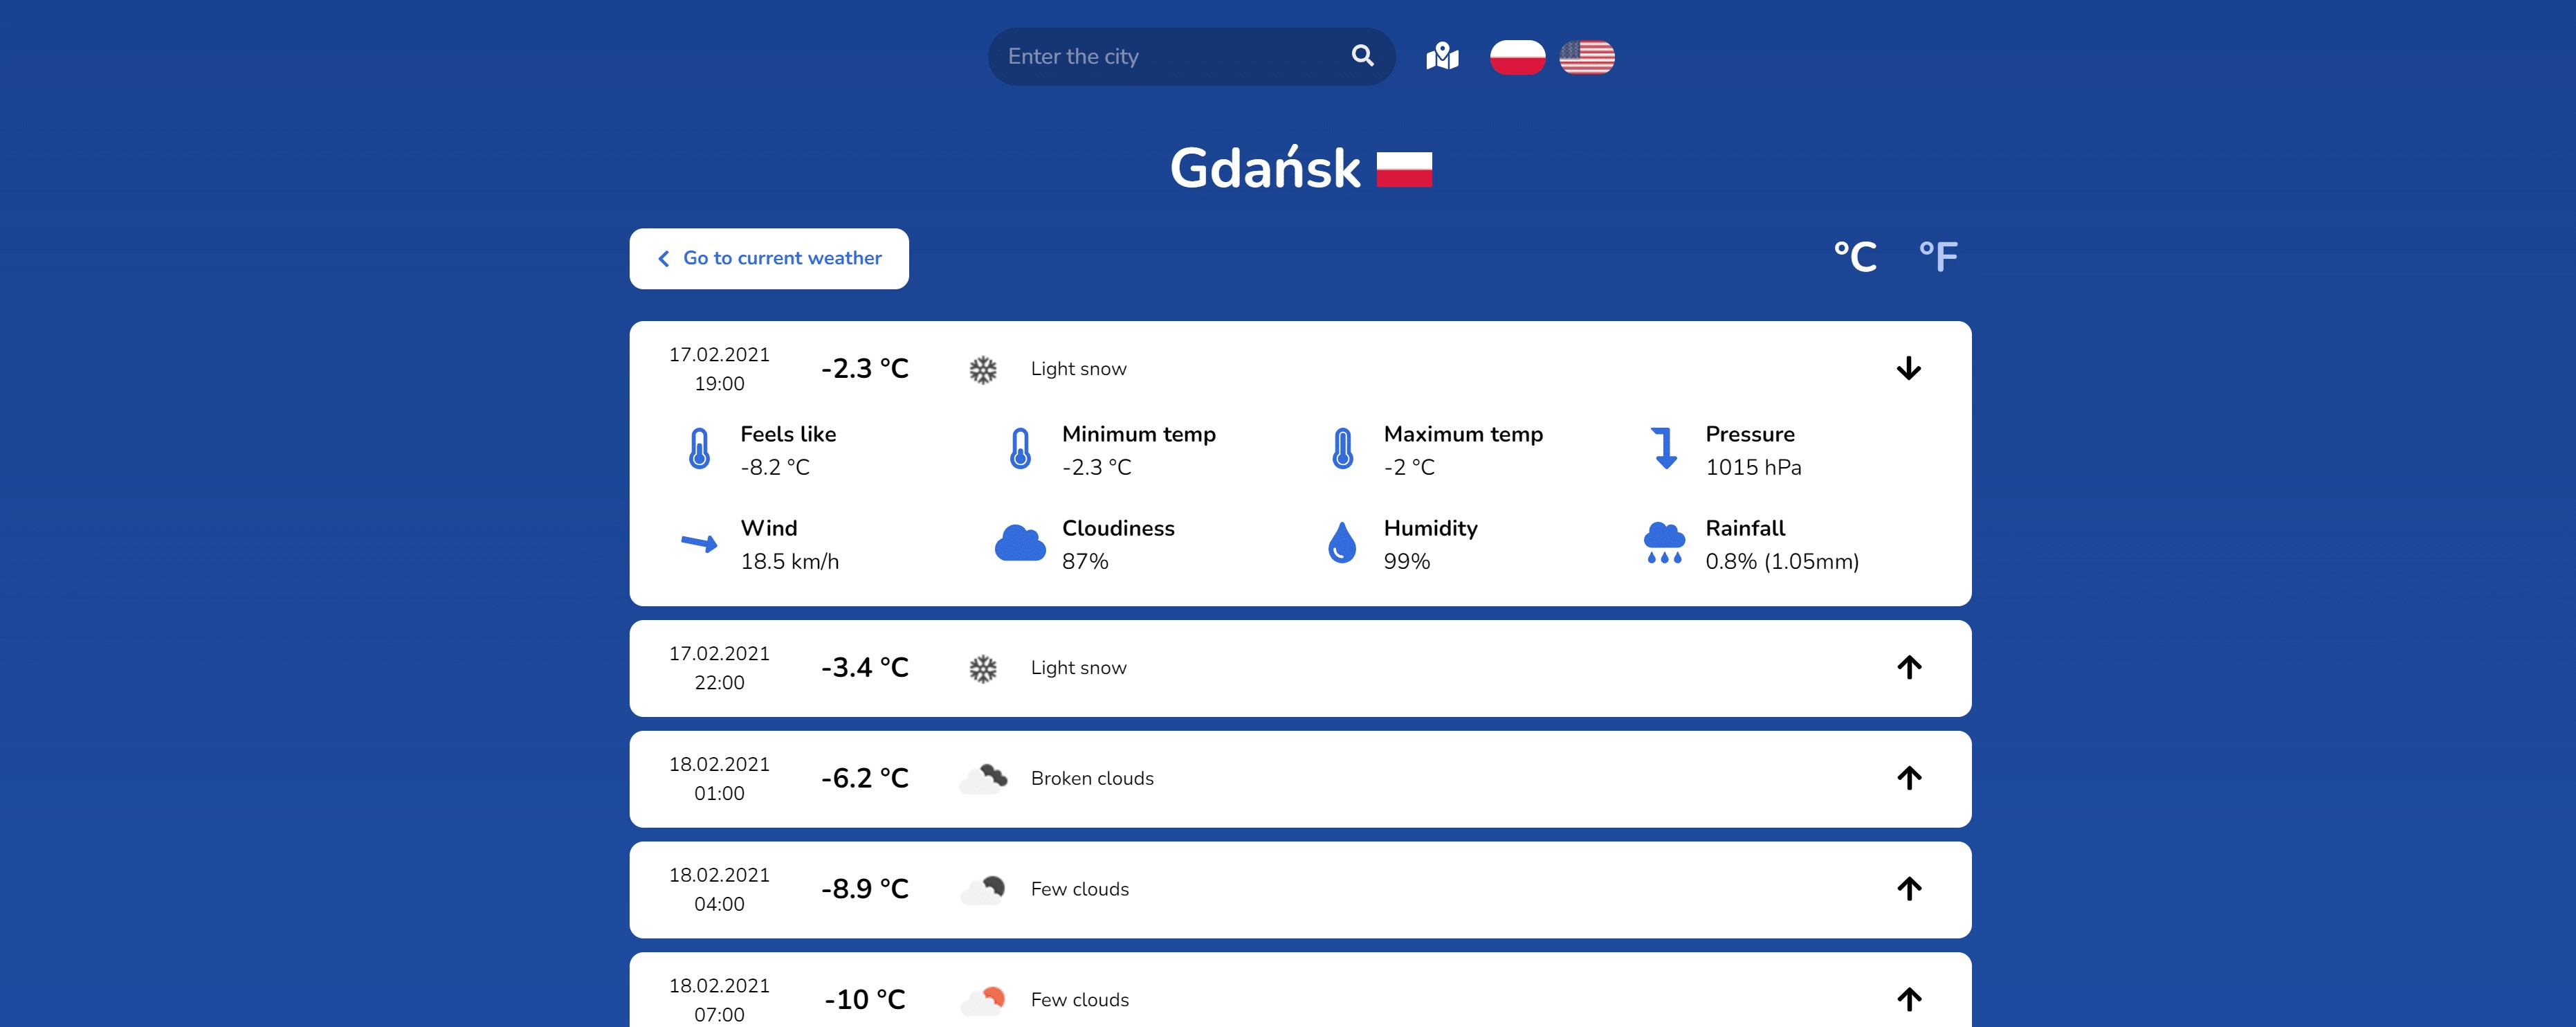 Enter the city
Gdańsk
Go to current weather
°C °F
17.02.2021
19:00
-2.3 °C
Light snow
Feels like
-8.2 °C
Minimum temp
-2.3 °C
Maximum temp
-2 °C
Pressure
1015 hPa
Wind
18.5 km/h
Cloudiness
87%
Humidity
99%
Rainfall
0.8% (1.05mm)
17.02.2021
22:00
-3.4 °C
Light snow
18.02.2021
01:00
-6.2 °C
Broken clouds
18.02.2021
04:00
-8.9 °C
Few clouds
18.02.2021
07:00
-10 °C
Few clouds